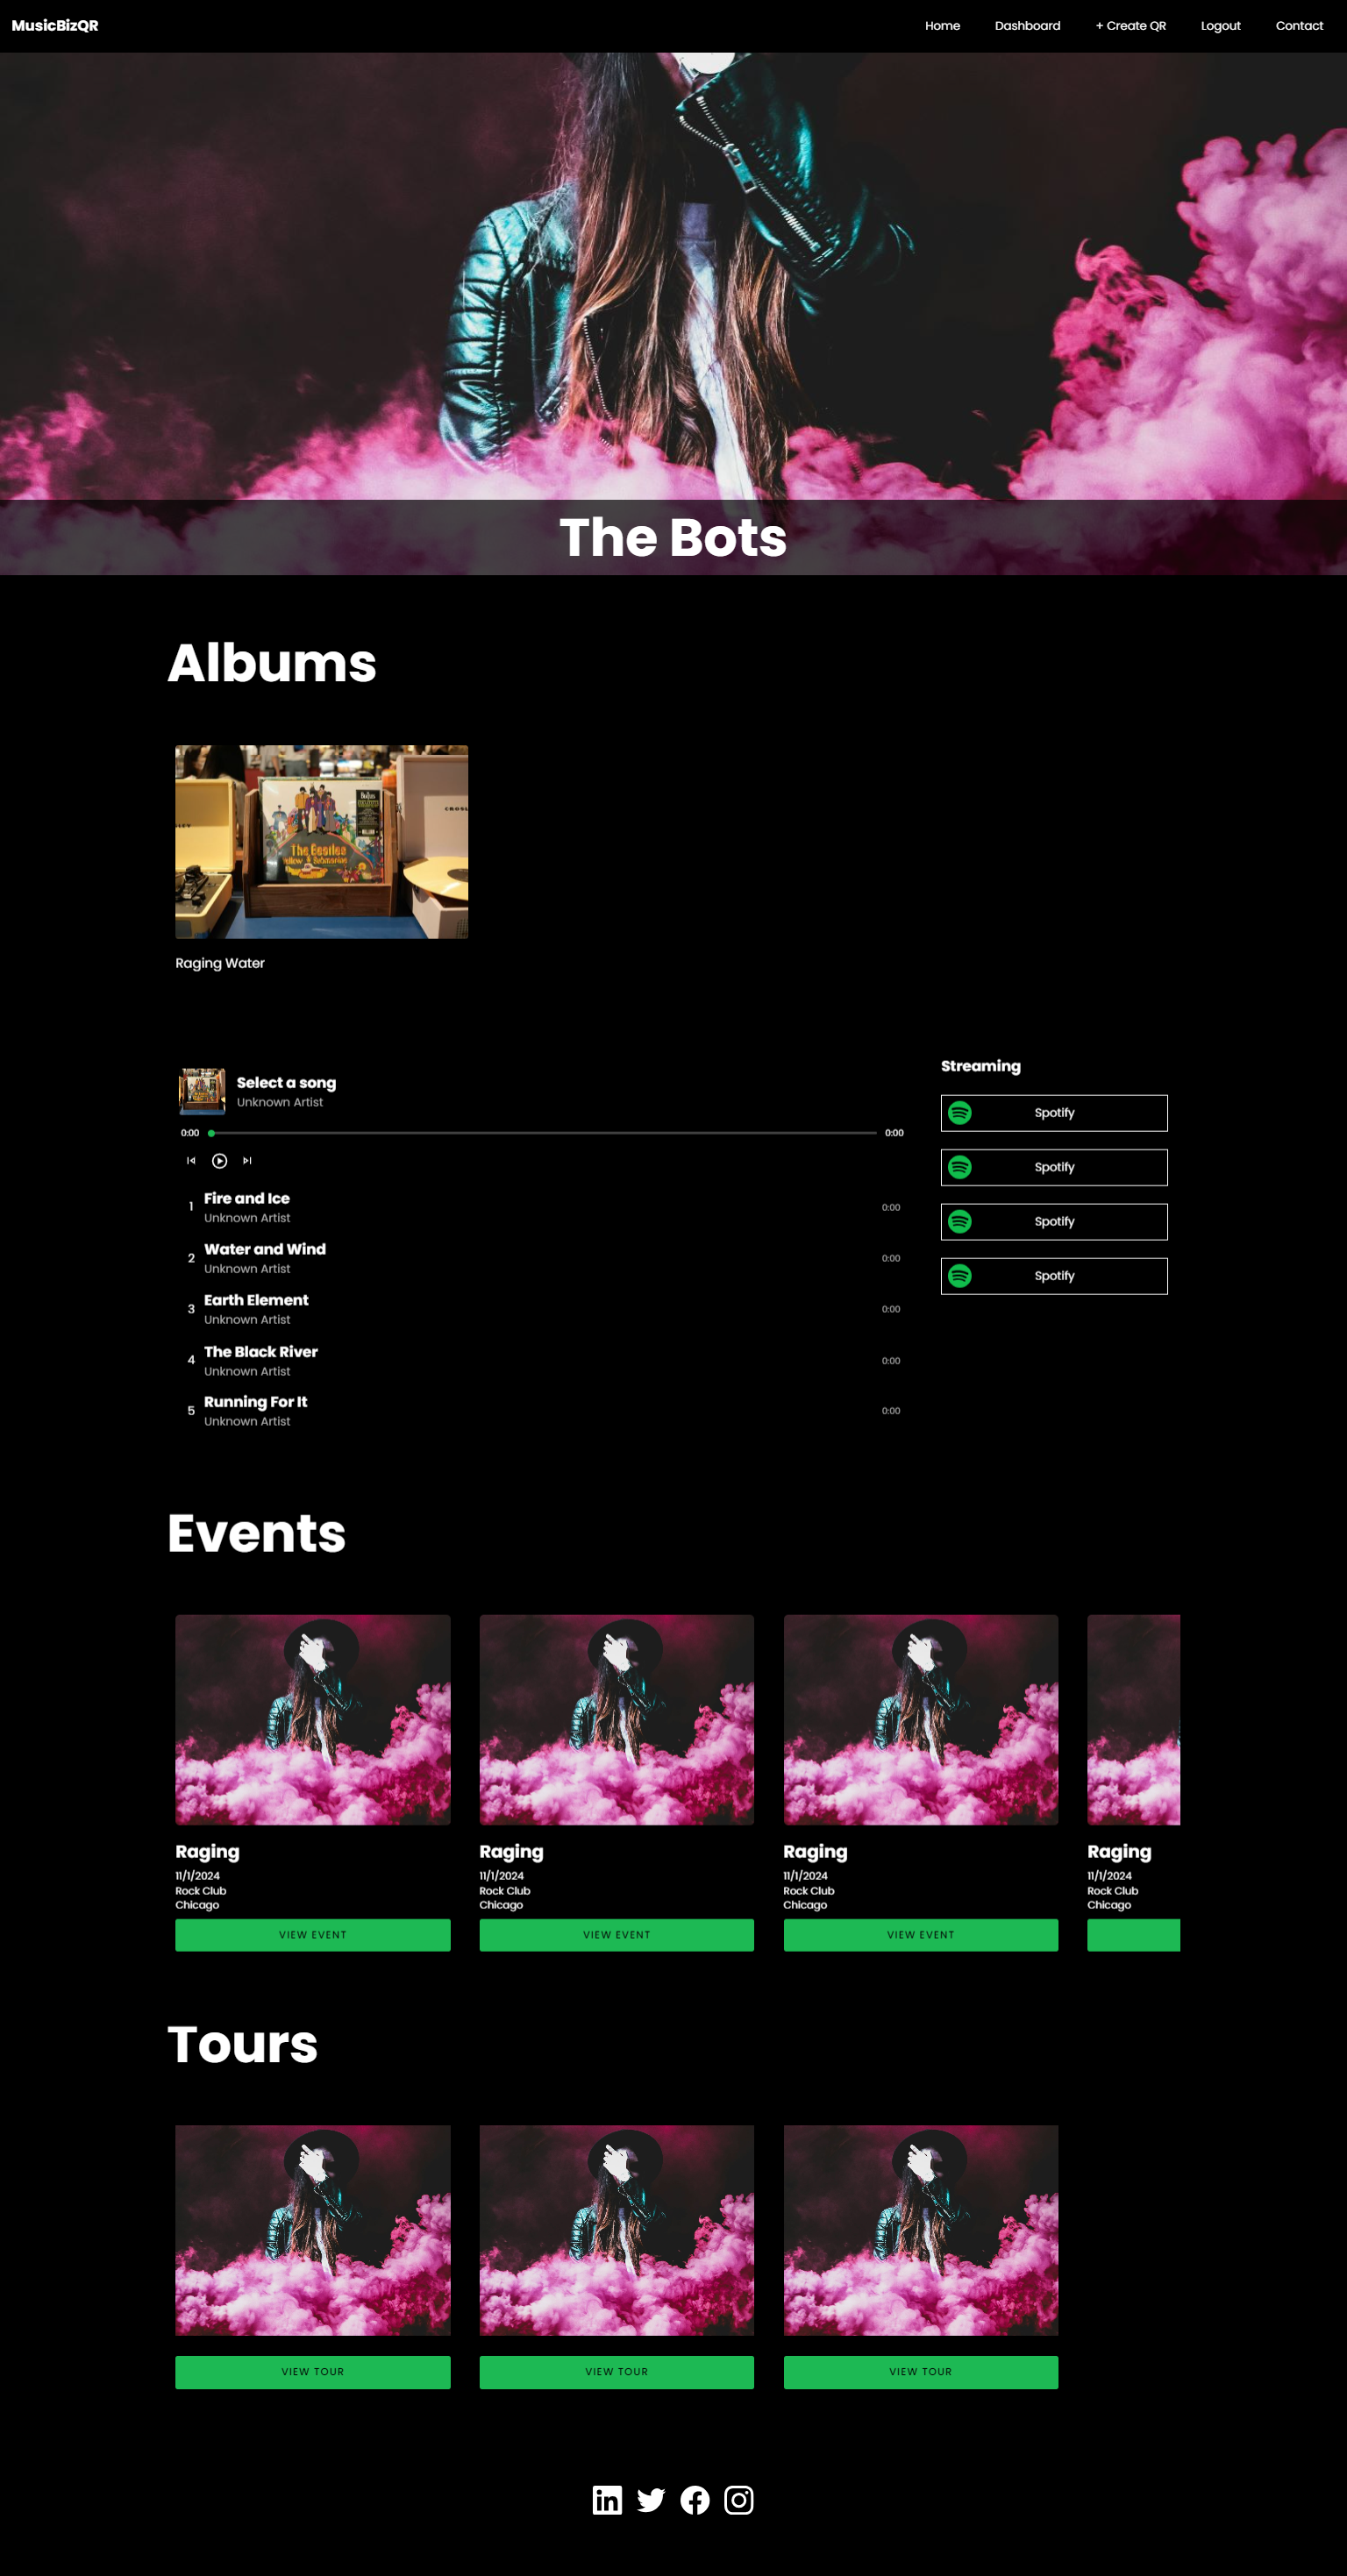 MusicBizQR
Home Dashboard + Create QR Logout Contact
The Bots
Albums
The Beatles
Yellow Submarine
Raging Water
Streaming
Select a song
Unknown Artist
0:00 0:00
Spotify
Spotify
Spotify
Spotify
1 Fire and Ice 0:00
Unknown Artist
2 Water and Wind 0:00
Unknown Artist
3 Earth Element 0:00
Unknown Artist
4 The Black River 0:00
Unknown Artist
5 Running For It 0:00
Unknown Artist
Events
Raging Raging Raging Raging
11/1/2024 11/1/2024 11/1/2024 11/1/2024
Rock Club Rock Club Rock Club Rock Club
Chicago Chicago Chicago Chicago
VIEW EVENT VIEW EVENT VIEW EVENT
Tours
VIEW TOUR VIEW TOUR VIEW TOUR
in